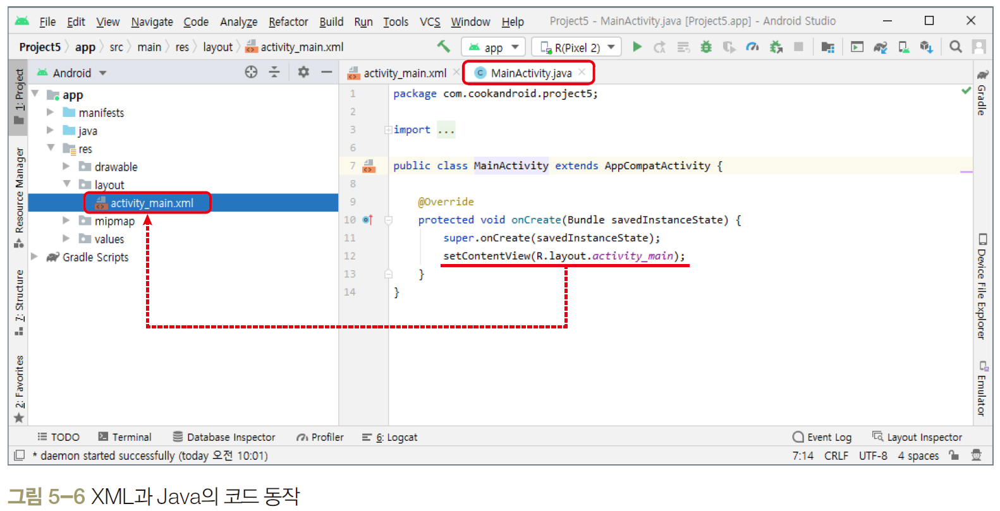 File Edit View Navigate Code Analyze Refactor Build Run Tools VCS Window Help Project5 - MainActivity.java [Project5.app] - Android Studio
Project5 app src main res layout activity_main.xml app R(Pixel 2)
1: Project
Resource Manager
7: Structure
2: Favorites
Android
app
manifests
java
res
drawable
layout
activity_main.xml
mipmap
values
Gradle Scripts
activity_main.xml MainActivity.java
1 package com.cookandroid.project5;
2
3 import ...
6
7 public class MainActivity extends AppCompatActivity {
8
9 @Override
10 protected void onCreate(Bundle savedInstanceState) {
11 super.onCreate(savedInstanceState);
12 setContentView(R.layout.activity_main);
13 }
14 }
Gradle
Device File Explorer
Emulator
TODO Terminal Database Inspector Profiler 6: Logcat Event Log Layout Inspector
* daemon started successfully (today 오전 10:01) 7:14 CRLF UTF-8 4 spaces
그림 5-6 XML과 Java의 코드 동작